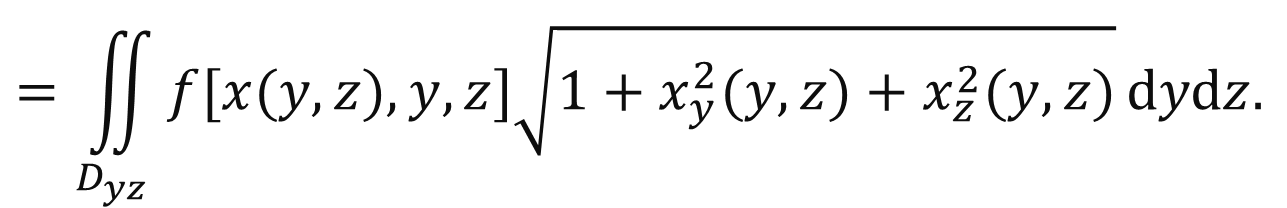 = ∬_{D_{yz}} f[x(y, z), y, z]√(1 + x_y^2(y, z) + x_z^2(y, z)) dydz.